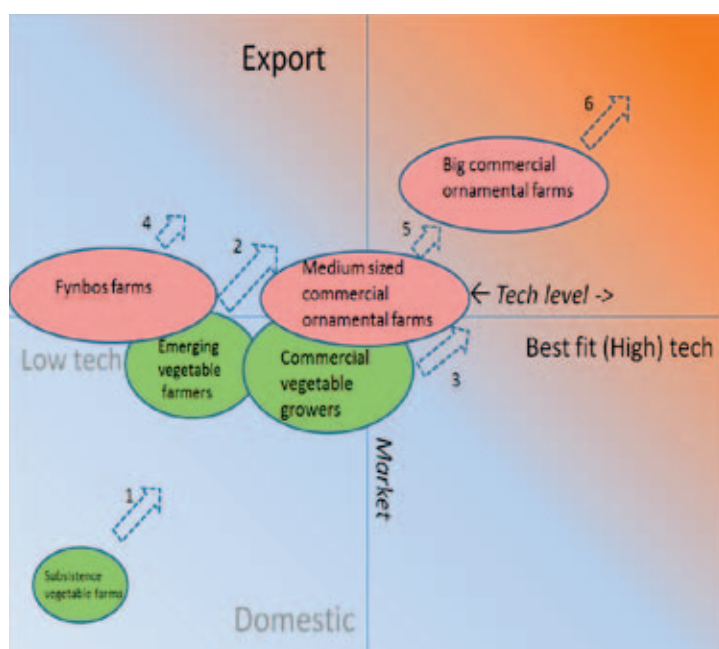 Export
6
Big commercial
ornamental farms
4
2
5
Fynbos farms
Medium sized
commercial
ornamental farms
← Tech level ->
Low tech
Emerging
vegetable
farmers
Commercial
vegetable
growers
Best fit (High) tech
3
Market
1
Subsistence
vegetable farms
Domestic